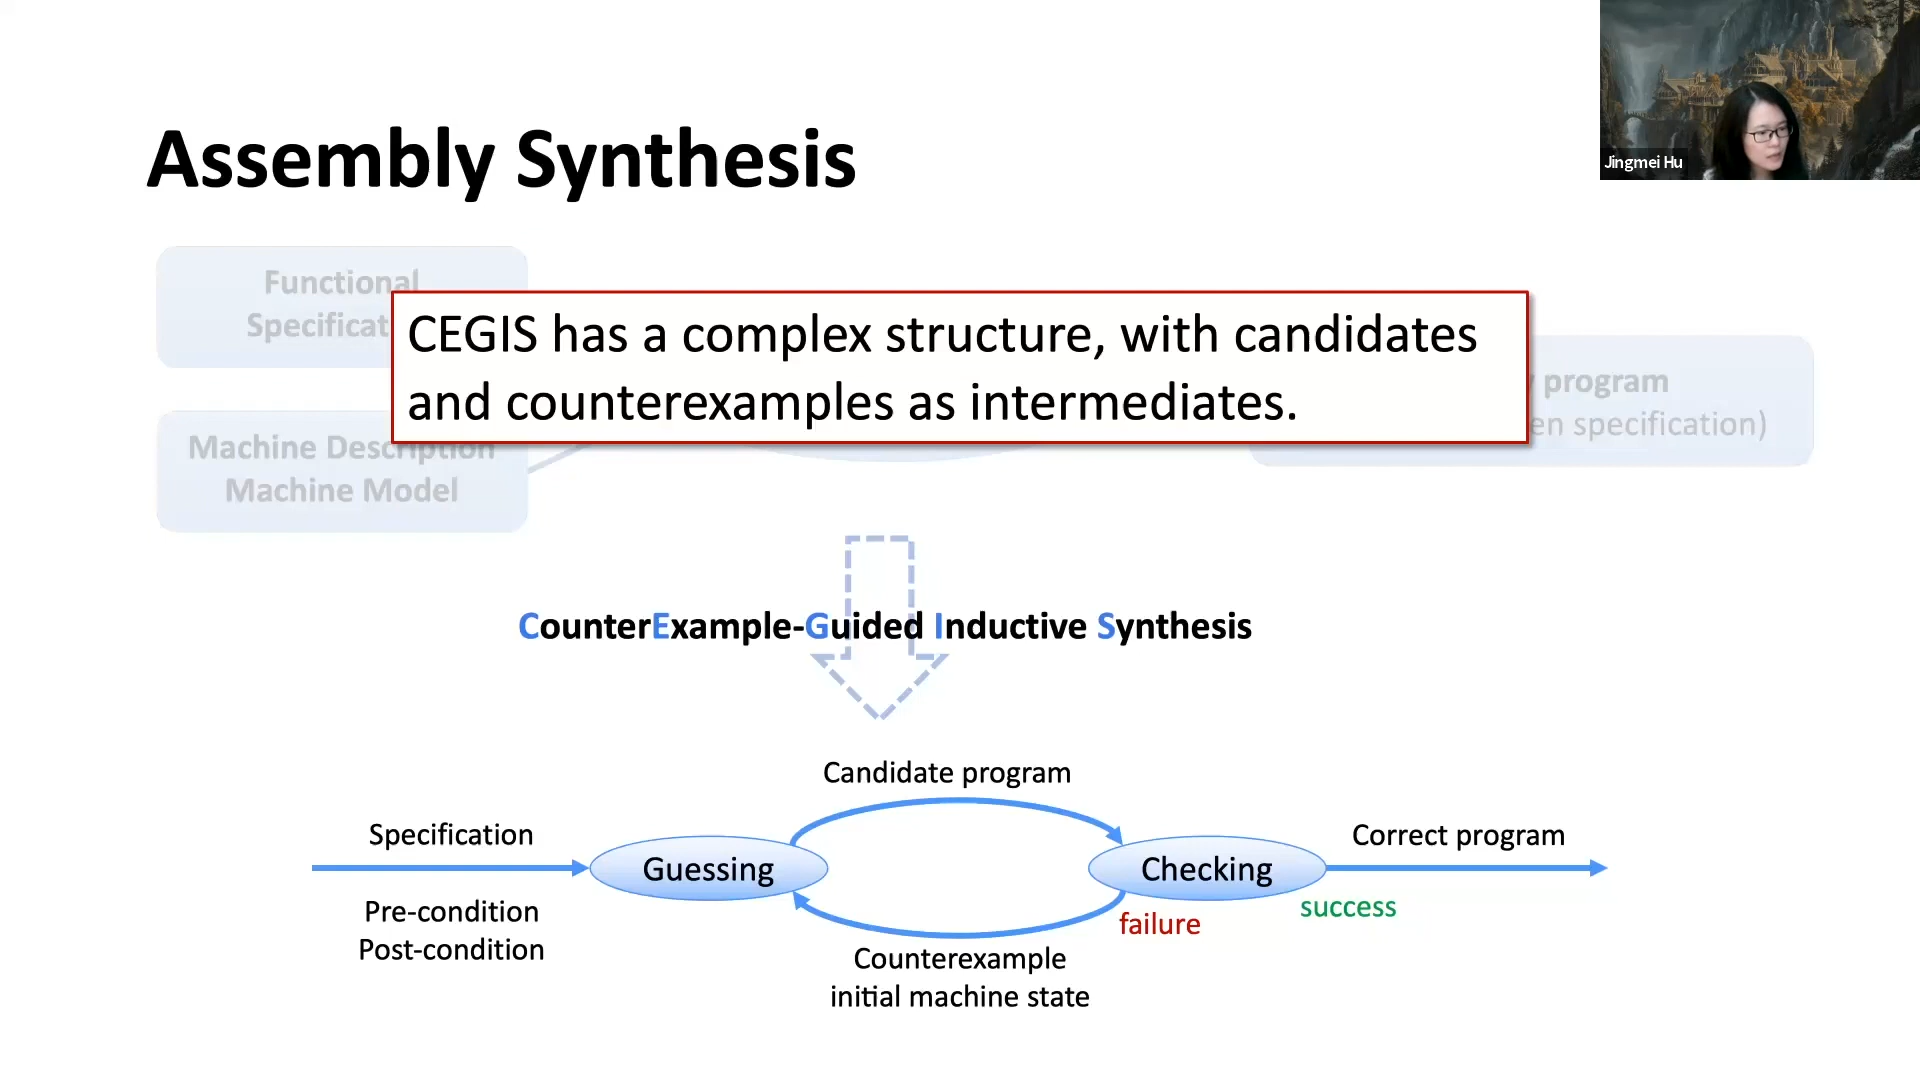 Jingmei Hu
Assembly Synthesis
Functional
CEGIS has a complex structure, with candidates
and counterexamples as intermediates.
program
specification)
Machine Description
Machine Model
CounterExample-Guided Inductive Synthesis
Candidate program
Specification
Correct program
Guessing
Checking
Pre-condition
Post-condition
success
failure
Counterexample
initial machine state